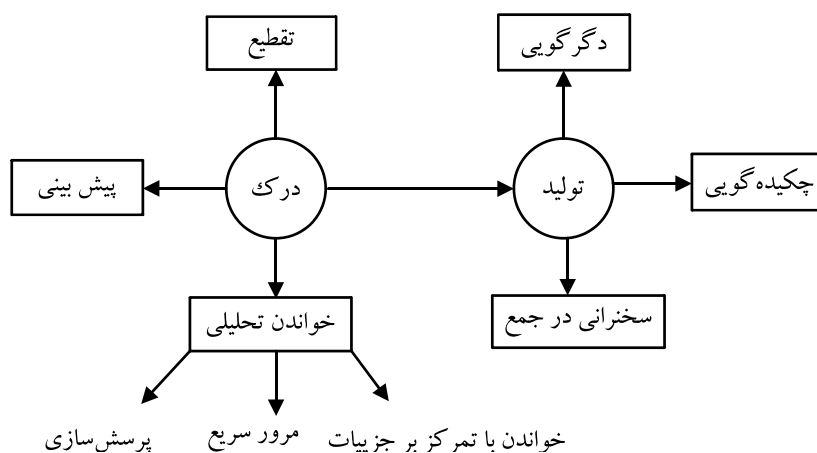 دگرگویی
تقطیع
چکیده‌گویی
تولید
درک
پیش بینی
سخنرانی در جمع
خواندن تحلیلی
خواندن با تمرکز بر جزییات
مرور سریع
پرسش‌سازی